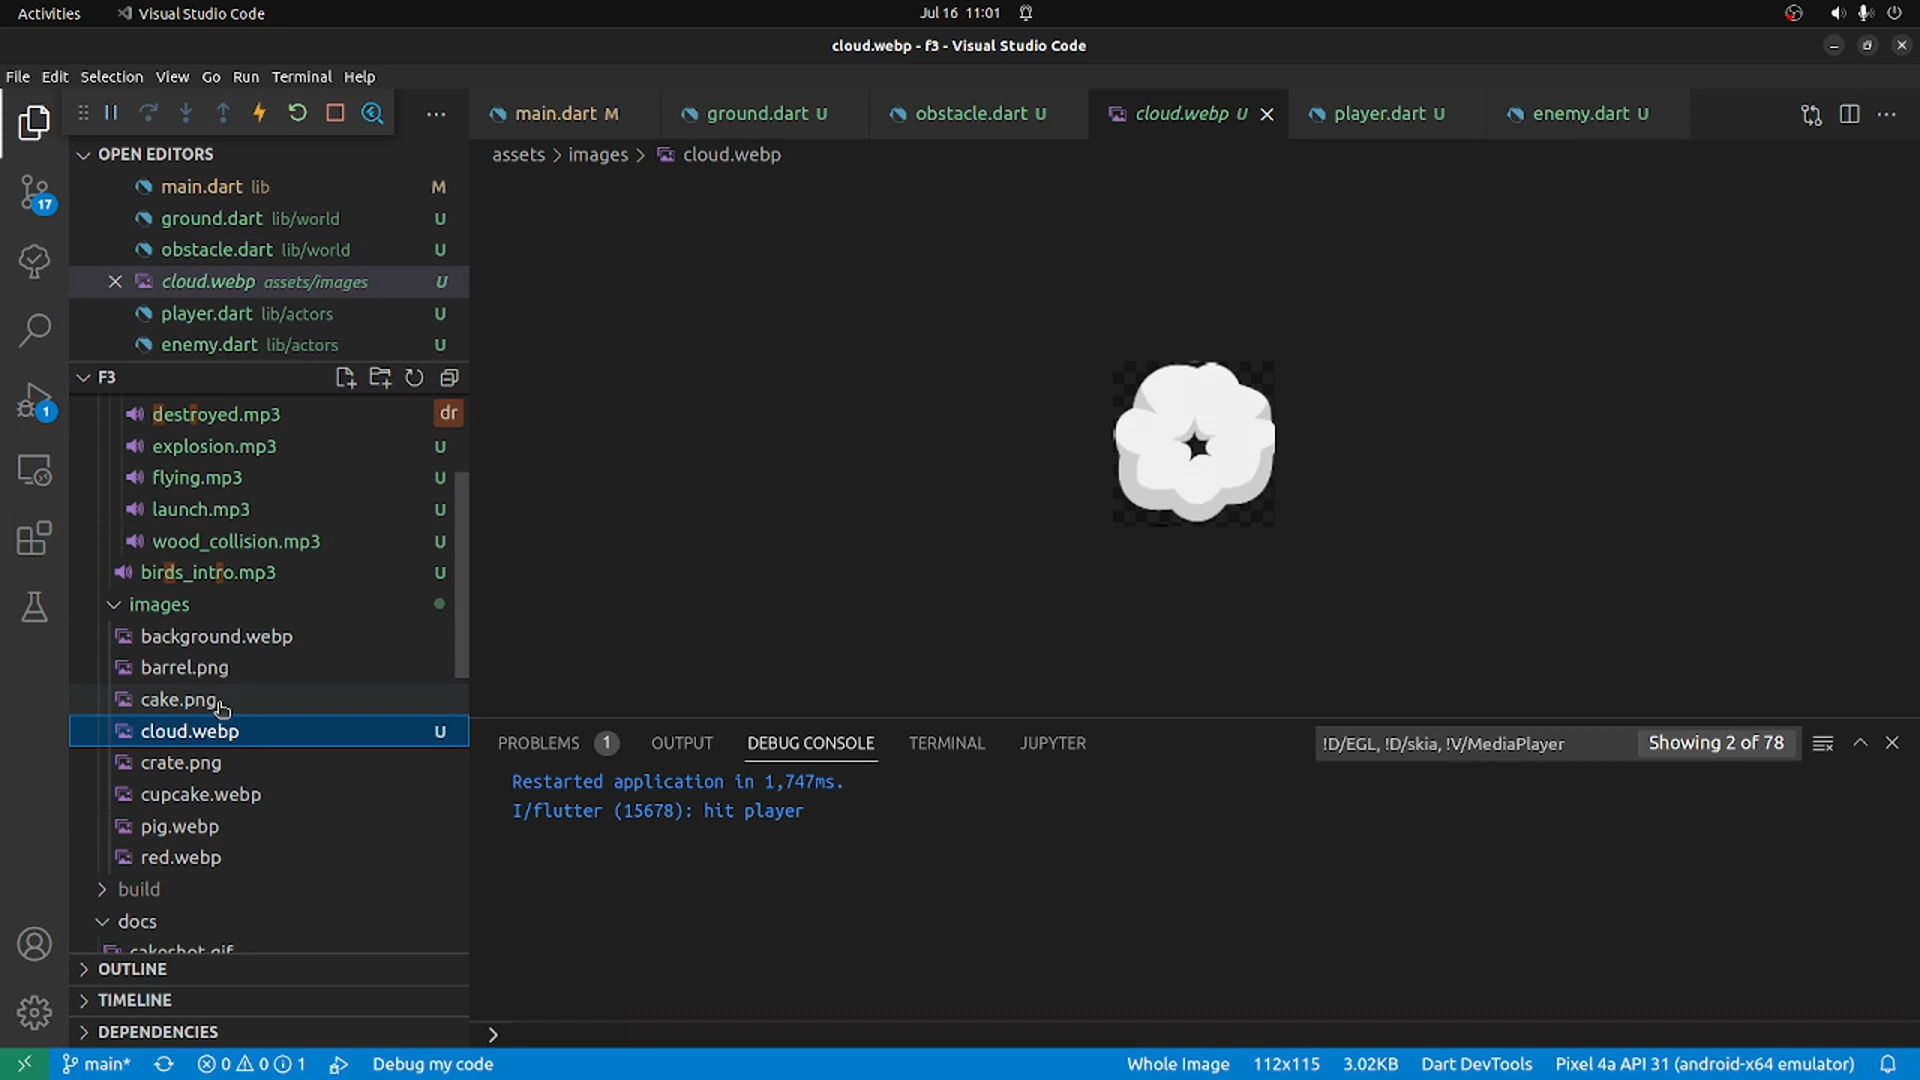 Activities
Visual Studio Code
Jul 16 11:01
cloud.webp - f3 - Visual Studio Code
File Edit Selection View Go Run Terminal Help
main.dart M
ground.dart U
obstacle.dart U
cloud.webp U
player.dart U
enemy.dart U
OPEN EDITORS
assets > images > cloud.webp
main.dart lib M
ground.dart lib/world U
obstacle.dart lib/world U
cloud.webp assets/images U
player.dart lib/actors U
enemy.dart lib/actors U
F3
destroyed.mp3
dr
explosion.mp3 U
flying.mp3 U
launch.mp3 U
wood_collision.mp3 U
birds_intro.mp3 U
images
background.webp
barrel.png
cake.png
cloud.webp U
crate.png
cupcake.webp
pig.webp
red.webp
build
docs
cakeshot.gif
OUTLINE
TIMELINE
DEPENDENCIES
17
1
PROBLEMS 1 OUTPUT DEBUG CONSOLE TERMINAL JUPYTER
!D/EGL, !D/skia, !V/MediaPlayer
Showing 2 of 78
Restarted application in 1,747ms.
I/flutter (15678): hit player
main*
0 0 1
Debug my code
Whole Image
112x115
3.02KB
Dart DevTools
Pixel 4a API 31 (android-x64 emulator)